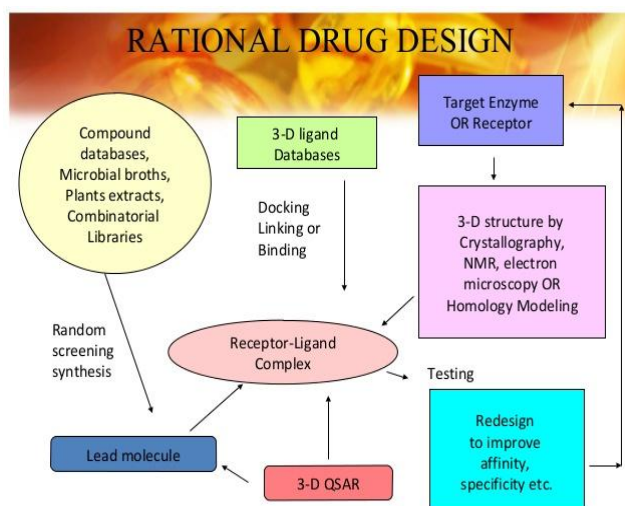 RATIONAL DRUG DESIGN
Compound
databases,
Microbial broths,
Plants extracts,
Combinatorial
Libraries
3-D ligand
Databases
Target Enzyme
OR Receptor
Docking
Linking or
Binding
3-D structure by
Crystallography,
NMR, electron
microscopy OR
Homology Modeling
Random
screening
synthesis
Receptor-Ligand
Complex
Testing
Lead molecule
3-D QSAR
Redesign
to improve
affinity,
specificity etc.